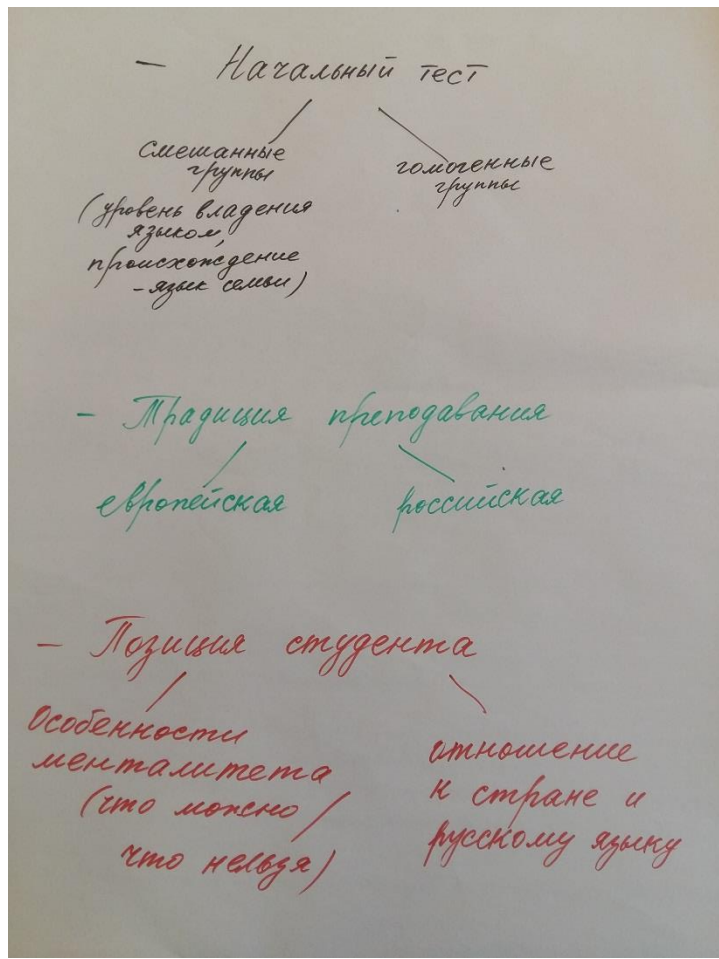 - Начальный тест
смешанные
группы
гомогенные
группы
(уровень владения
языком,
происхождение
- язык семьи)
- Традиция преподавания
европейская
российская
- Позиция студента
Особенности
менталитета
(что можно /
что нельзя)
отношение
к стране и
русскому языку